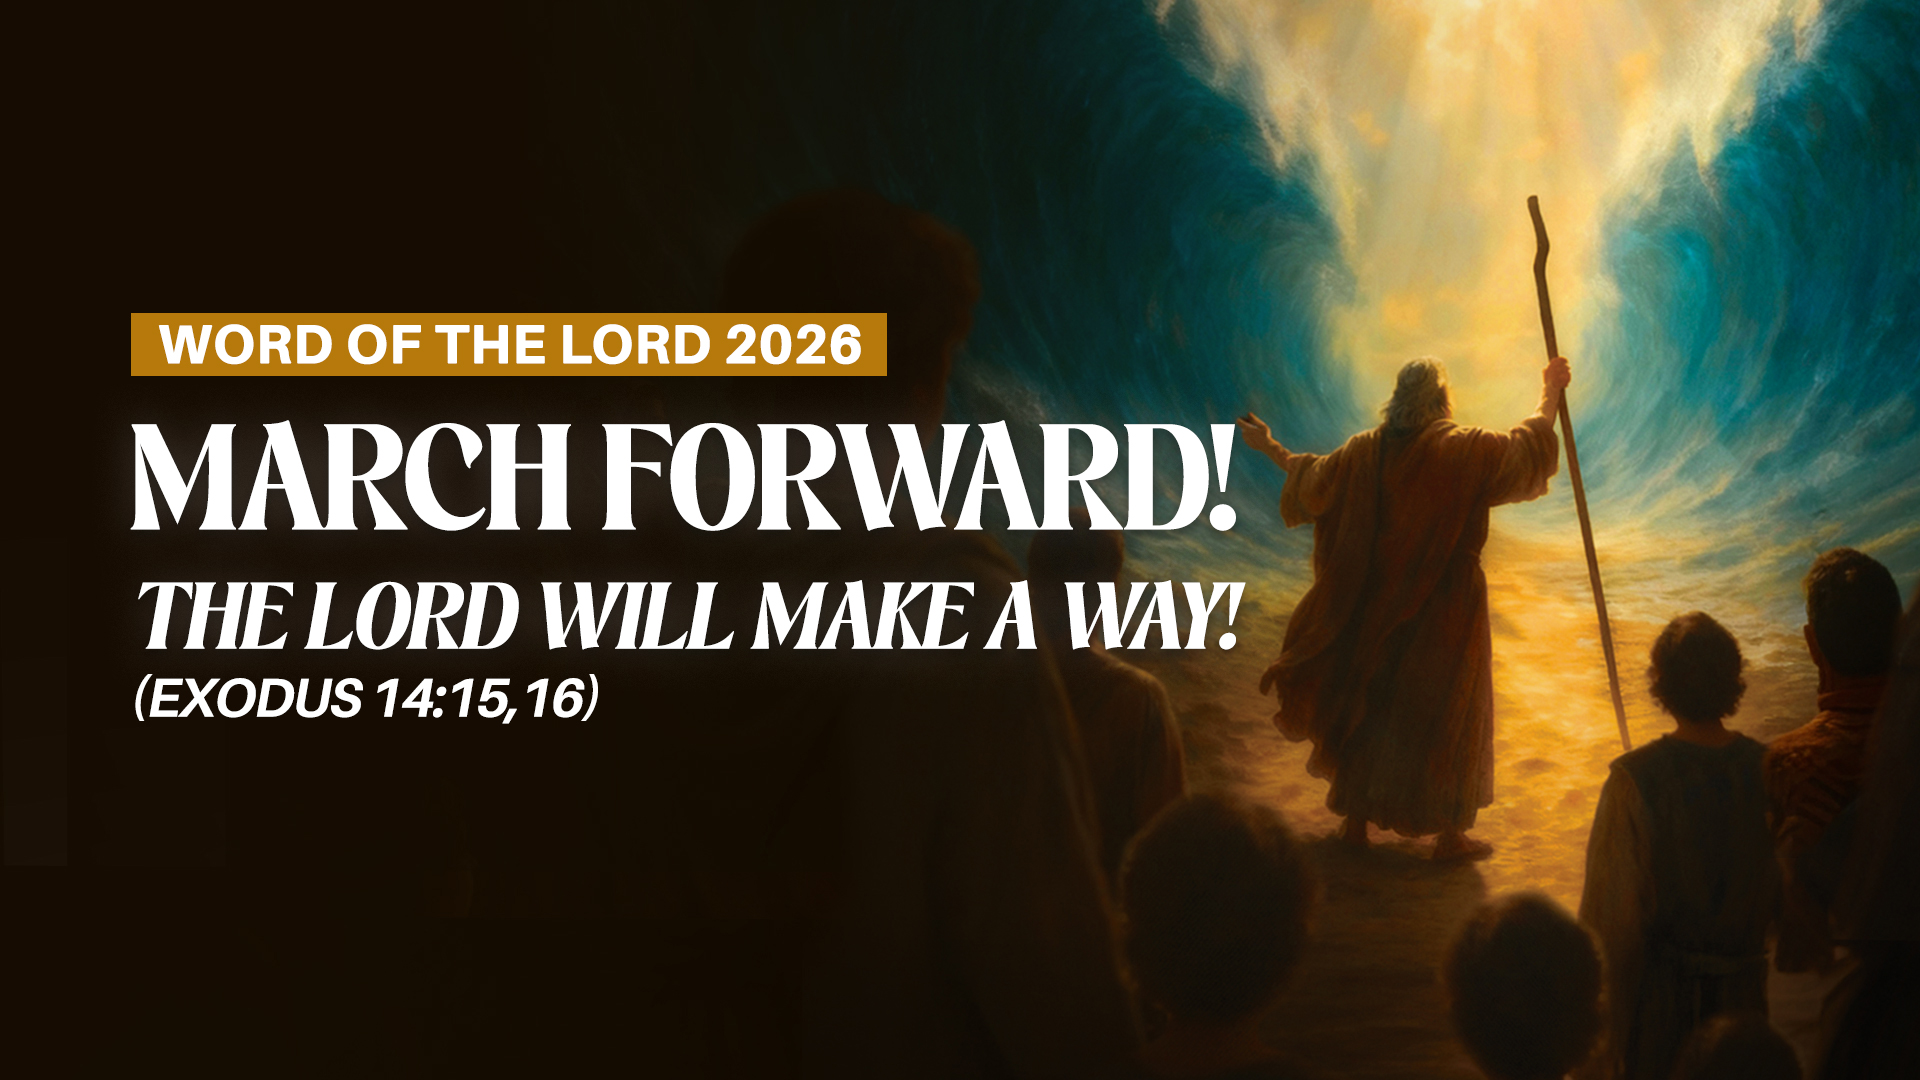 WORD OF THE LORD 2026
MARCH FORWARD!
THE LORD WILL MAKE A WAY!
(EXODUS 14:15,16)